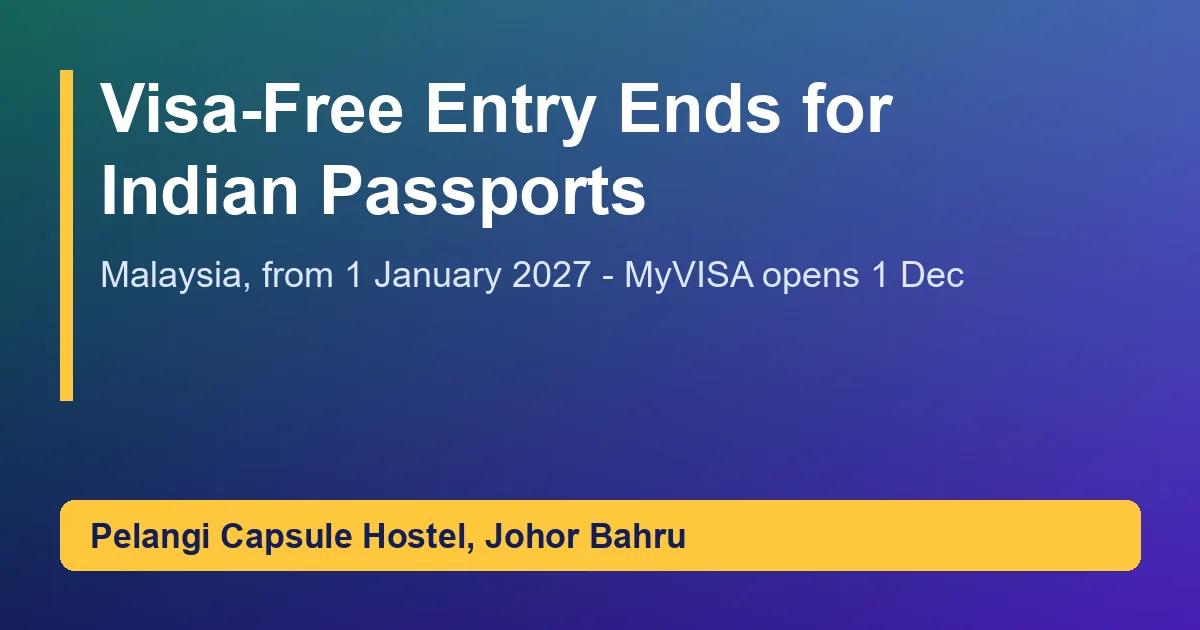 Visa-Free Entry Ends for
Indian Passports
Malaysia, from 1 January 2027 - MyVISA opens 1 Dec
Pelangi Capsule Hostel, Johor Bahru